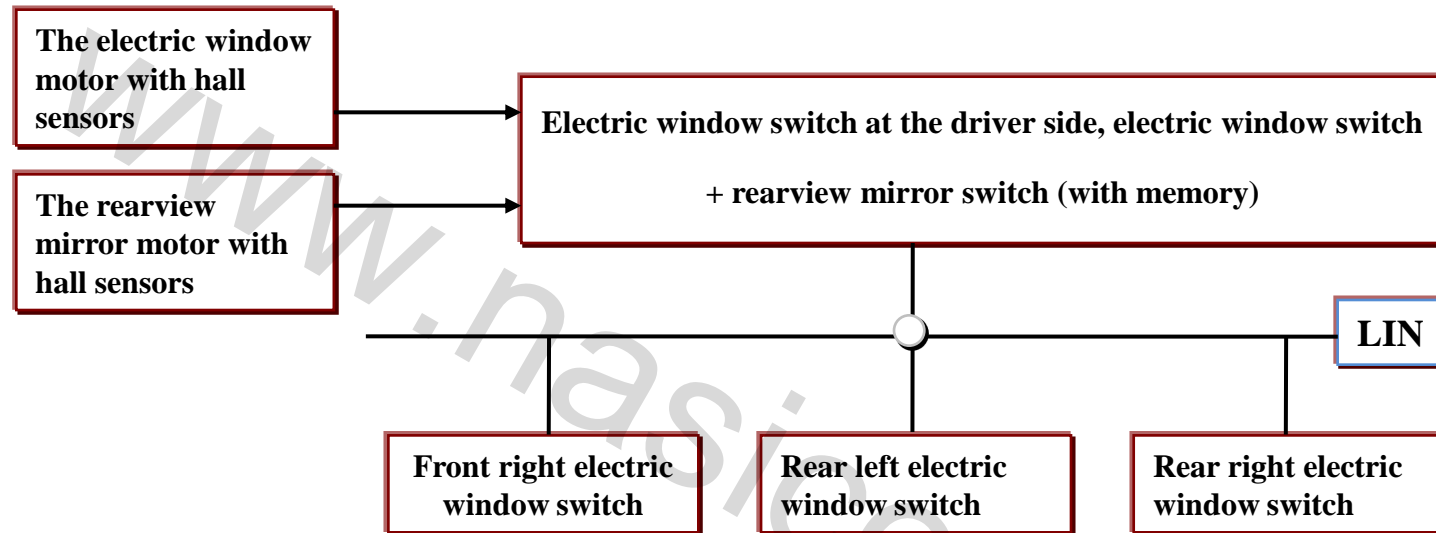 The electric window
motor with hall
sensors
Electric window switch at the driver side, electric window switch
+ rearview mirror switch (with memory)
The rearview
mirror motor with
hall sensors
LIN
Front right electric
window switch
Rear left electric
window switch
Rear right electric
window switch
www.nasic